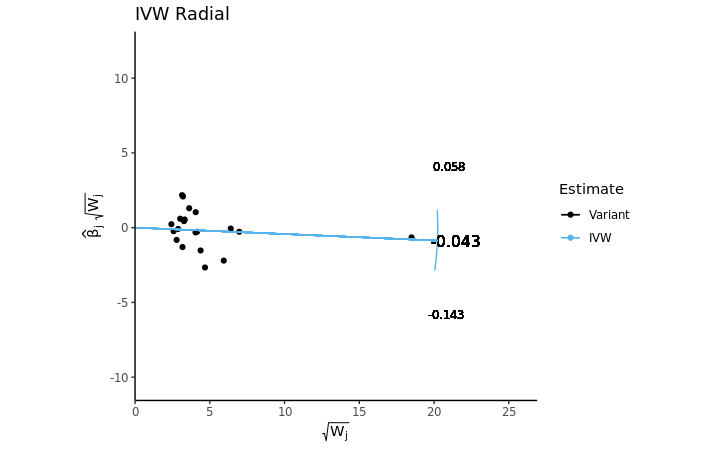 IVW Radial
10
5
0
-5
-10
β̂j √Wj
0.058
-0.043
-0.143
0
5
10
15
20
25
√Wj
Estimate
Variant
IVW